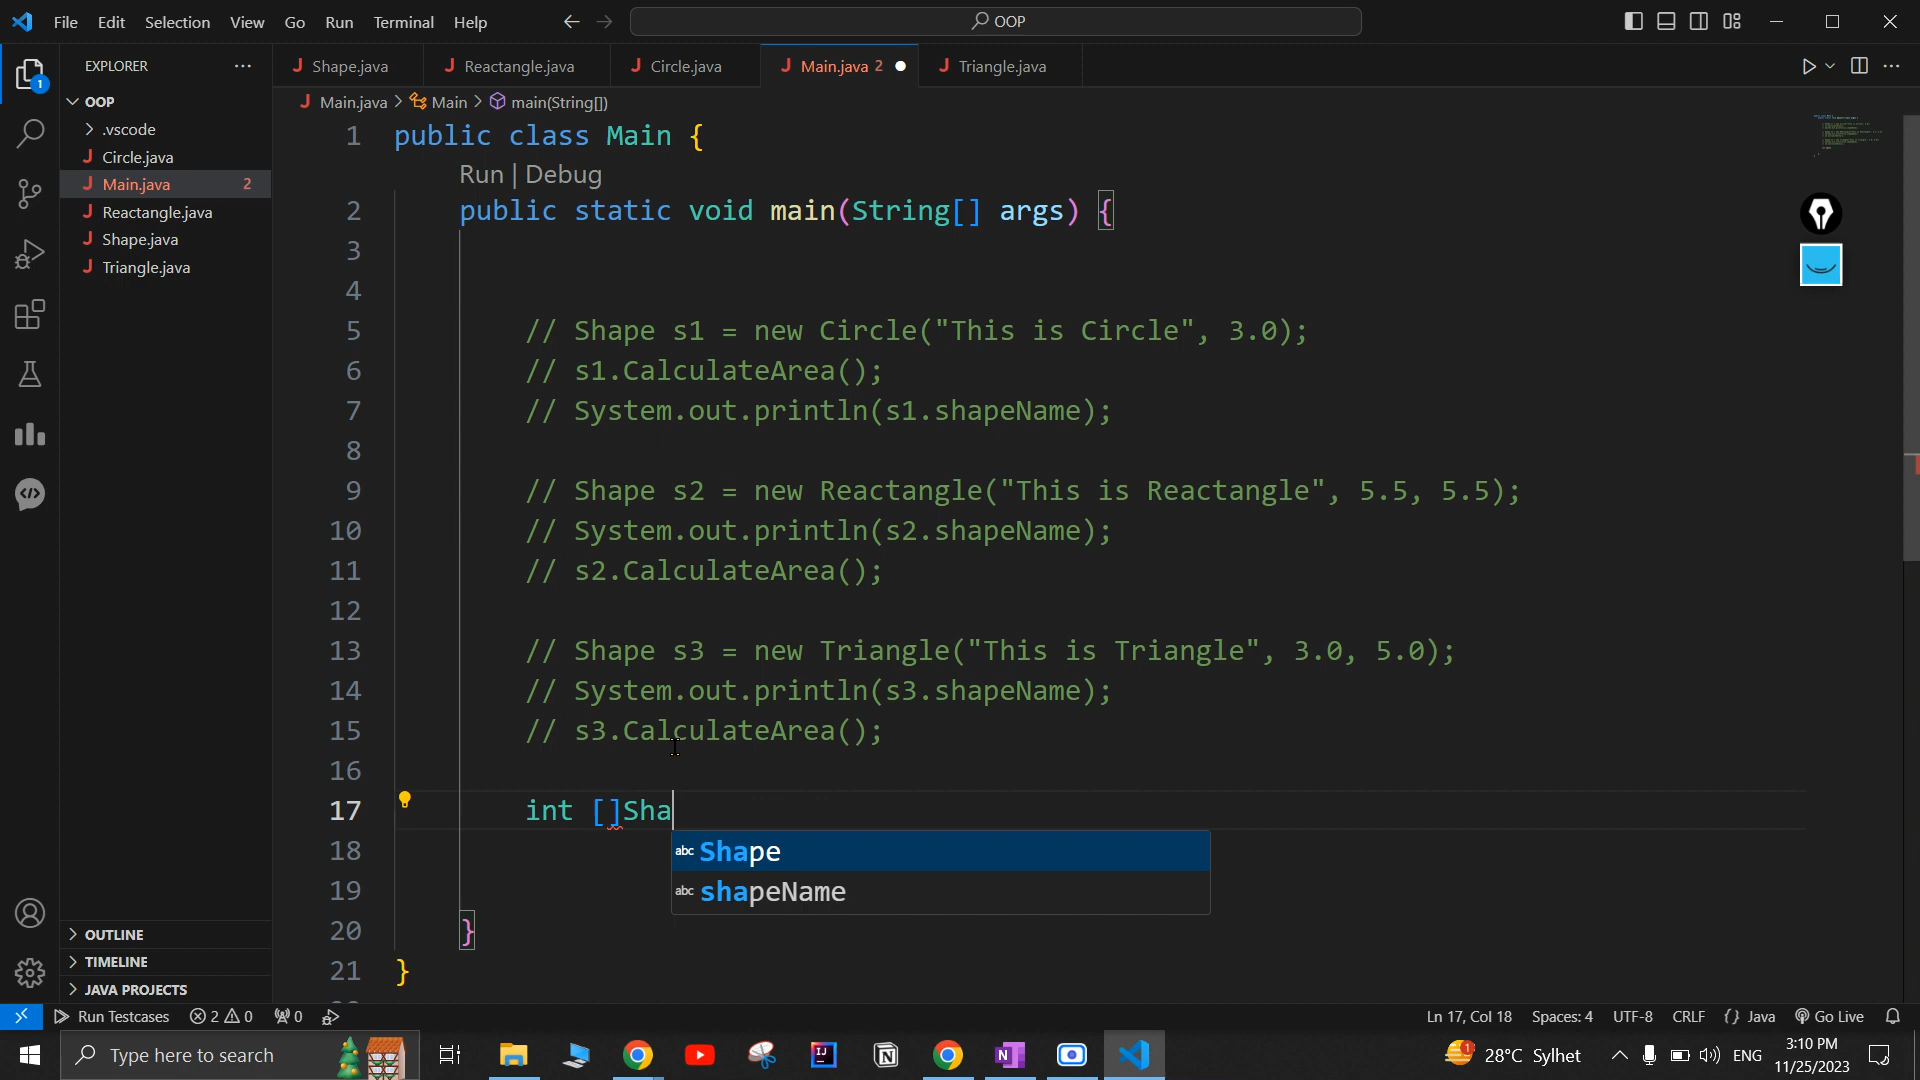 File Edit Selection View Go Run Terminal Help
OOP
EXPLORER
Shape.java
Reactangle.java
Circle.java
Main.java 2
Triangle.java
OOP
.vscode
Circle.java
Main.java 2
Reactangle.java
Shape.java
Triangle.java
1
Main.java > Main > main(String[])
1 public class Main {
Run | Debug
2 public static void main(String[] args) {
3
4
5 // Shape s1 = new Circle("This is Circle", 3.0);
6 // s1.CalculateArea();
7 // System.out.println(s1.shapeName);
8
9 // Shape s2 = new Reactangle("This is Reactangle", 5.5, 5.5);
10 // System.out.println(s2.shapeName);
11 // s2.CalculateArea();
12
13 // Shape s3 = new Triangle("This is Triangle", 3.0, 5.0);
14 // System.out.println(s3.shapeName);
15 // s3.CalculateArea();
16
17 int []Sha
18
19
20 }
21 }
abc Shape
abc shapeName
OUTLINE
TIMELINE
JAVA PROJECTS
Run Testcases 2 0 0
Ln 17, Col 18 Spaces: 4 UTF-8 CRLF {} Java Go Live
Type here to search
1
28°C Sylhet
ENG
3:10 PM
11/25/2023